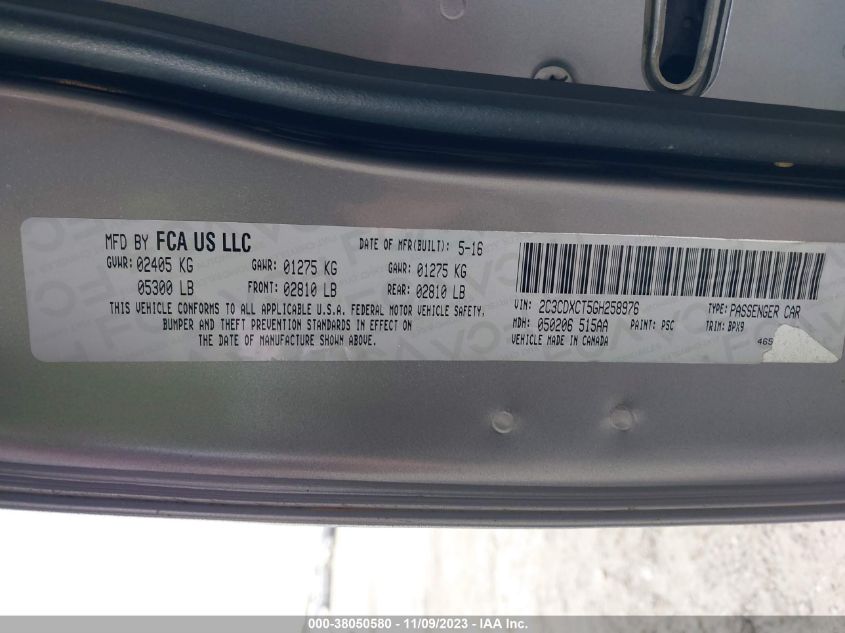 MFD BY FCA US LLC DATE OF MFR(BUILT): 5-16
GVWR: 02405 KG GAWR: 01275 KG GAWR: 01275 KG
05300 LB FRONT: 02810 LB REAR: 02810 LB
THIS VEHICLE CONFORMS TO ALL APPLICABLE U.S.A. FEDERAL MOTOR VEHICLE SAFETY,
BUMPER AND THEFT PREVENTION STANDARDS IN EFFECT ON
THE DATE OF MANUFACTURE SHOWN ABOVE.
VIN: 2C3CDXCT5GH258976 TYPE: PASSENGER CAR
MDH: 050206 515AA PAINT: PSC TRIM: BPX9
VEHICLE MADE IN CANADA
000-38050580 - 11/09/2023 - IAA Inc.